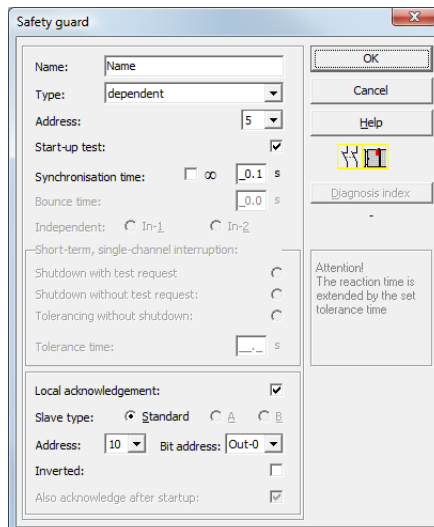 Safety guard
Name: Name
Type: dependent
Address: 5
Start-up test:
Synchronisation time: ∞ _0.1 s
Bounce time: _0.0 s
Independent: In-1 In-2
Short-term, single-channel interruption:
Shutdown with test request
Shutdown without test request:
Tolerancing without shutdown:
Tolerance time: __._ s
Local acknowledgement:
Slave type: Standard A B
Address: 10 Bit address: Out-0
Inverted:
Also acknowledge after startup:
OK
Cancel
Help
Diagnosis index
-
Attention!
The reaction time is
extended by the set
tolerance time